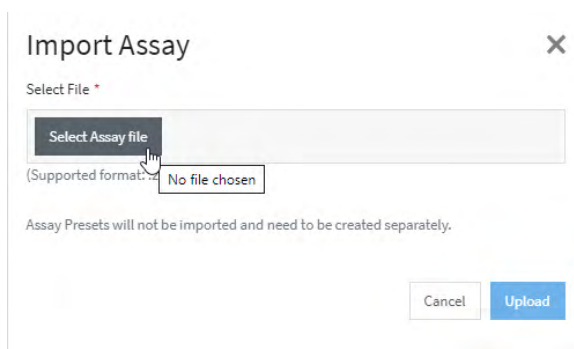 Import Assay
Select File *
Select Assay file
(Supported format: .z
No file chosen
Assay Presets will not be imported and need to be created separately.
Cancel
Upload